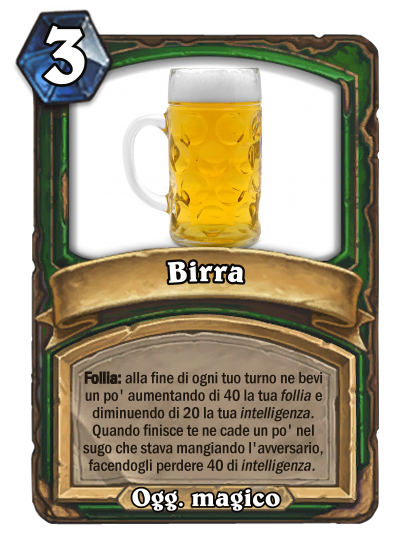 3
Birra
Follia: alla fine di ogni tuo turno ne bevi
un po' aumentando di 40 la tua follia e
diminuendo di 20 la tua intelligenza.
Quando finisce te ne cade un po' nel
sugo che stava mangiando l'avversario,
facendogli perdere 40 di intelligenza.
Ogg. magico